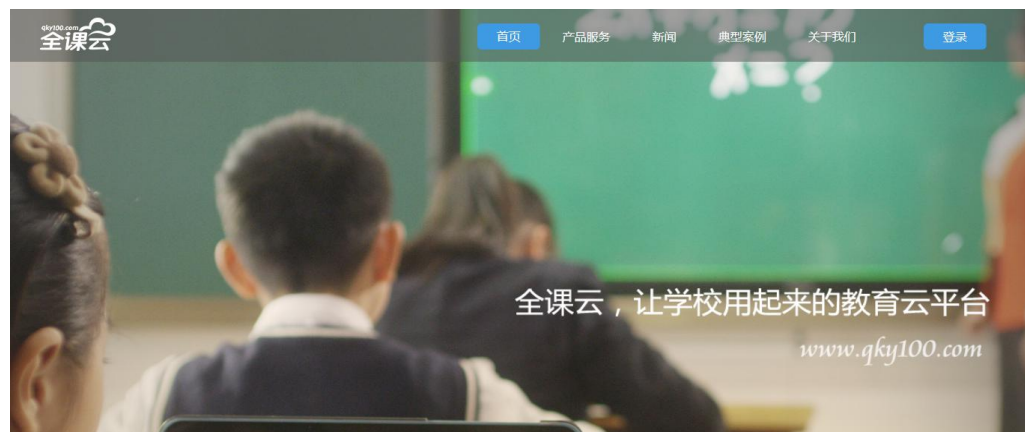 qky100.com
全课云
首页
产品服务
新闻
典型案例
关于我们
登录
全课云，让学校用起来的教育云平台
www.qky100.com